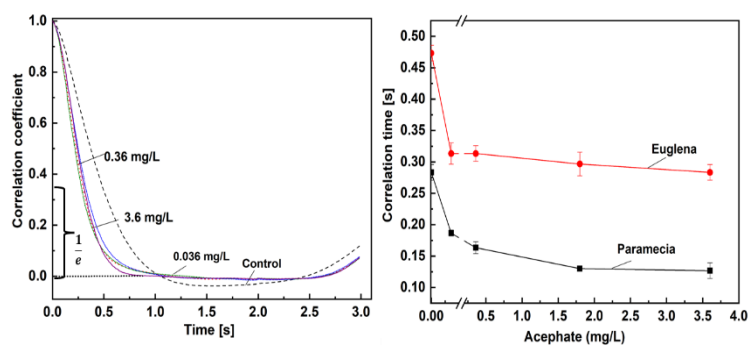 Correlation coefficient
1.0
0.8
0.6
0.4
0.2
0.0
1/e
0.36 mg/L
3.6 mg/L
0.036 mg/L
Control
0.0 0.5 1.0 1.5 2.0 2.5 3.0
Time [s]
Correlation time [s]
0.50
0.45
0.40
0.35
0.30
0.25
0.20
0.15
0.10
Euglena
Paramecia
0.00 0.5 1.0 1.5 2.0 2.5 3.0 3.5 4.0
Acephate (mg/L)